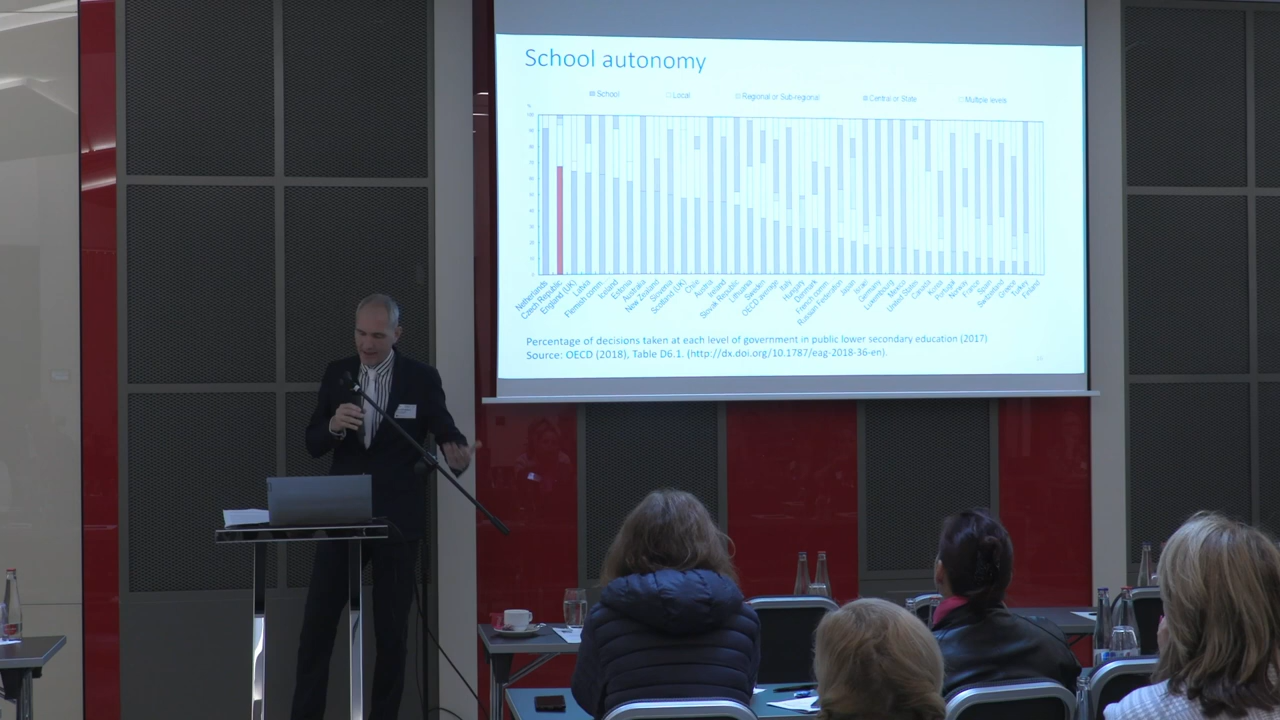 School autonomy
School Local Regional or Sub-regional Central or State Multiple levels
%
100
Netherlands
Czech Republic
England (UK)
Latvia
Flemish comm.
Iceland
Estonia
Australia
New Zealand
Slovenia
Scotland (UK)
Chile
Austria
Ireland
Slovak Republic
Lithuania
Sweden
OECD average
Italy
Hungary
Denmark
French comm.
Russian Federation
Japan
Israel
Germany
Luxembourg
Mexico
United States
Canada
Korea
Portugal
Norway
France
Spain
Switzerland
Greece
Turkey
Finland
Percentage of decisions taken at each level of government in public lower secondary education (2017)
Source: OECD (2018), Table D6.1. (http://dx.doi.org/10.1787/eag-2018-36-en).